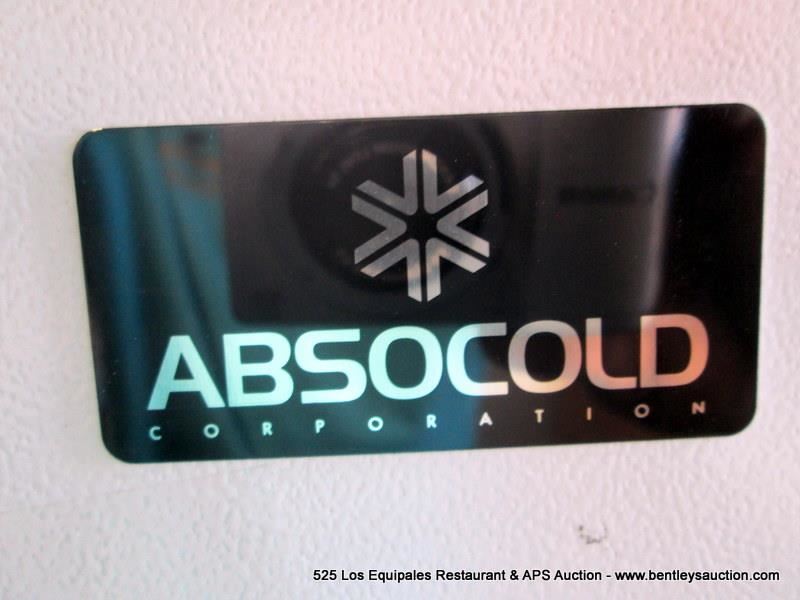 ABSOCOLD
CORPORATION
525 Los Equipales Restaurant & APS Auction - www.bentleysauction.com